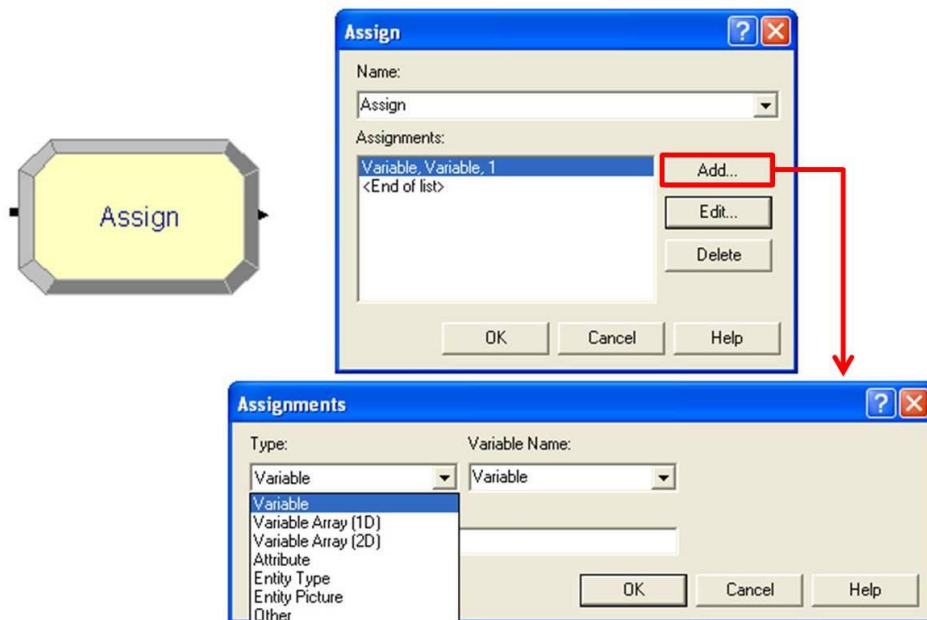 Assign
Assign
Name:
Assign
Assignments:
Variable, Variable, 1
<End of list>
Add...
Edit...
Delete
OK Cancel Help
Assignments
Type: Variable Name:
Variable Variable
Variable
Variable Array (1D)
Variable Array (2D)
Attribute
Entity Type
Entity Picture
Other
OK Cancel Help